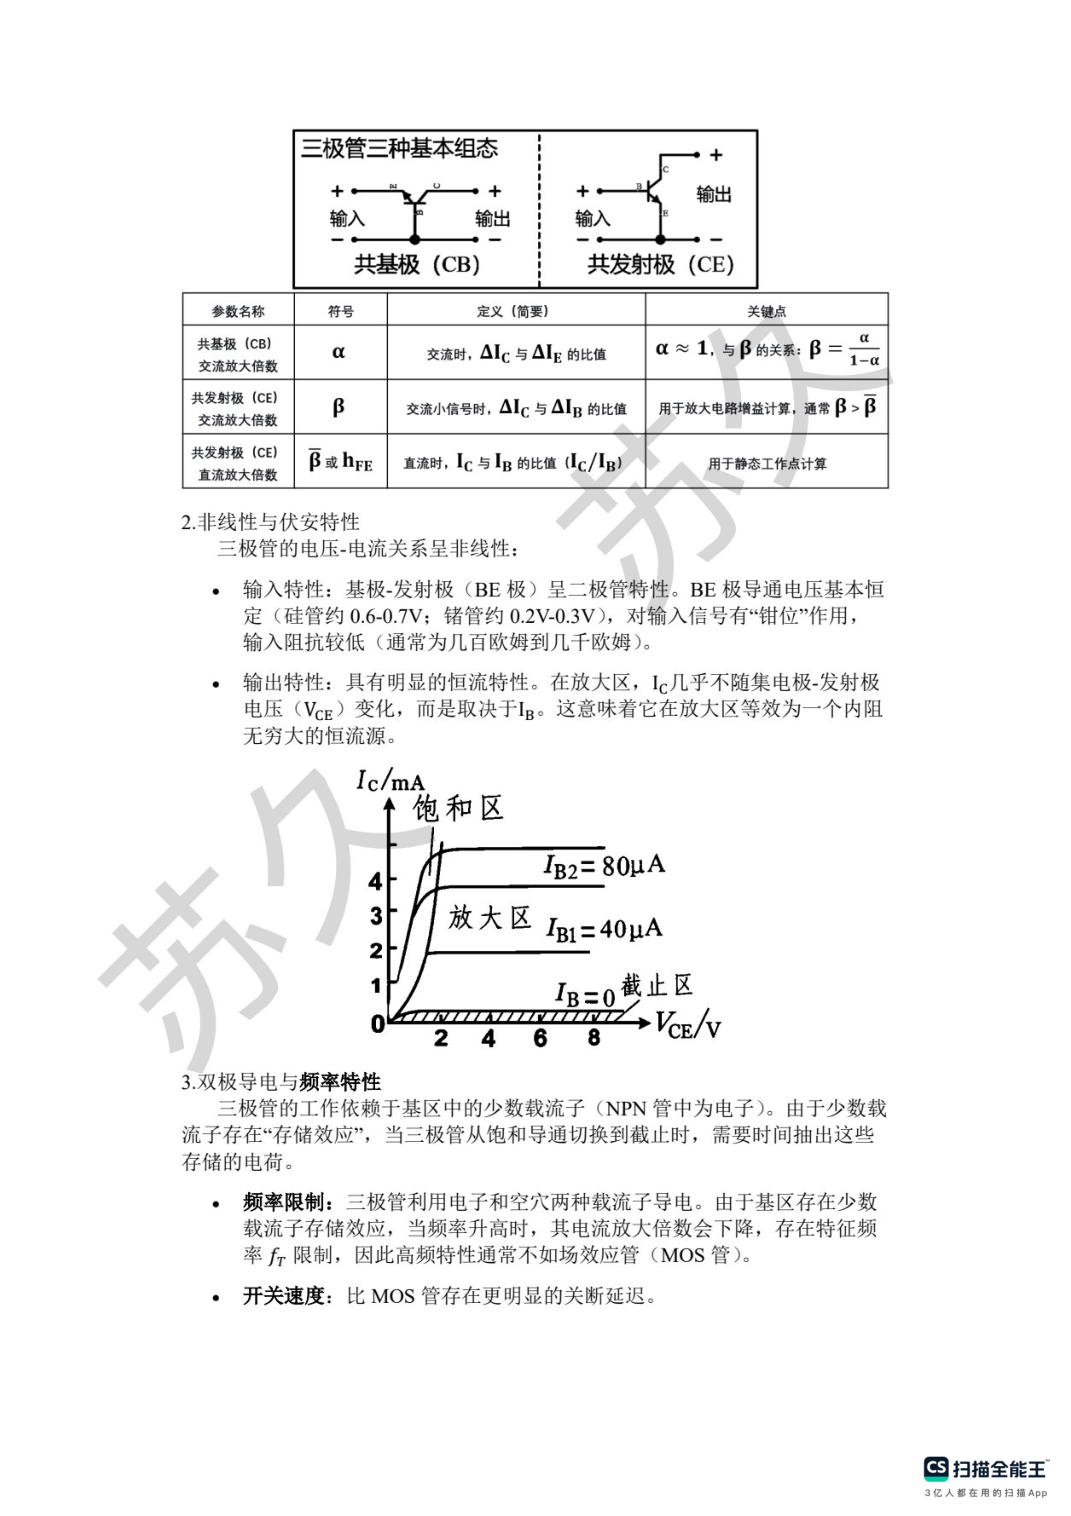 三极管三种基本组态
+ E C +
输入 B 输出
- -
共基极（CB）
+ B C +
输入 E 输出
- -
共发射极（CE）
参数名称 符号 定义（简要） 关键点
共基极（CB）
交流放大倍数 α 交流时，ΔI_C 与 ΔI_E 的比值 α ≈ 1，与 β 的关系：β = α/(1−α)
共发射极（CE）
交流放大倍数 β 交流小信号时，ΔI_C 与 ΔI_B 的比值 用于放大电路增益计算，通常 β > β̅
共发射极（CE）
直流放大倍数 β̅ 或 h_FE 直流时，I_C 与 I_B 的比值（I_C/I_B） 用于静态工作点计算
2.非线性与伏安特性
三极管的电压-电流关系呈非线性：
• 输入特性：基极-发射极（BE 极）呈二极管特性。BE 极导通电压基本恒
定（硅管约 0.6-0.7V；锗管约 0.2V-0.3V），对输入信号有“钳位”作用，
输入阻抗较低（通常为几百欧姆到几千欧姆）。
• 输出特性：具有明显的恒流特性。在放大区，I_C几乎不随集电极-发射极
电压（V_CE）变化，而是取决于I_B。这意味着它在放大区等效为一个内阻
无穷大的恒流源。
I_C/mA
饱和区
I_B2=80μA
4
3
放大区
I_B1=40μA
2
1
I_B=0
截止区
0
V_CE/V
2 4 6 8
3.双极导电与频率特性
三极管的工作依赖于基区中的少数载流子（NPN 管中为电子）。由于少数载
流子存在“存储效应”，当三极管从饱和导通切换到截止时，需要时间抽出这些
存储的电荷。
• 频率限制：三极管利用电子和空穴两种载流子导电。由于基区存在少数
载流子存储效应，当频率升高时，其电流放大倍数会下降，存在特征频
率 f_T 限制，因此高频特性通常不如场效应管（MOS 管）。
• 开关速度：比 MOS 管存在更明显的关断延迟。
苏久
苏久
CS 扫描全能王™
3亿人都在用的扫描App